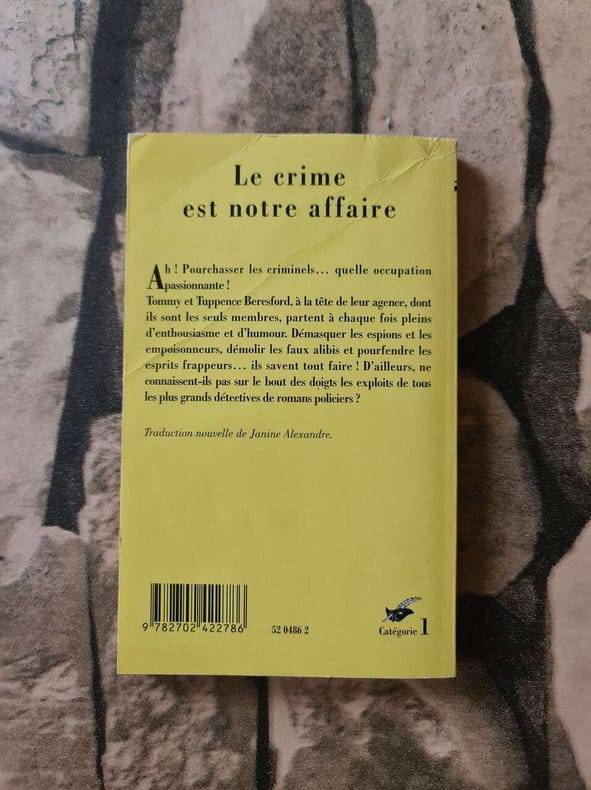 Le crime
est notre affaire
Ah ! Pourchasser les criminels... quelle occupation
passionnante !
Tommy et Tuppence Beresford, à la tête de leur agence, dont
ils sont les seuls membres, partent à chaque fois pleins
d'enthousiasme et d'humour. Démasquer les espions et les
empoisonneurs, démolir les faux alibis et pourfendre les
esprits frappeurs... ils savent tout faire ! D'ailleurs, ne
connaissent-ils pas sur le bout des doigts les exploits de tous
les plus grands détectives de romans policiers ?
Traduction nouvelle de Janine Alexandre.
9 782702 422786
52 0486 2
Catégorie 1